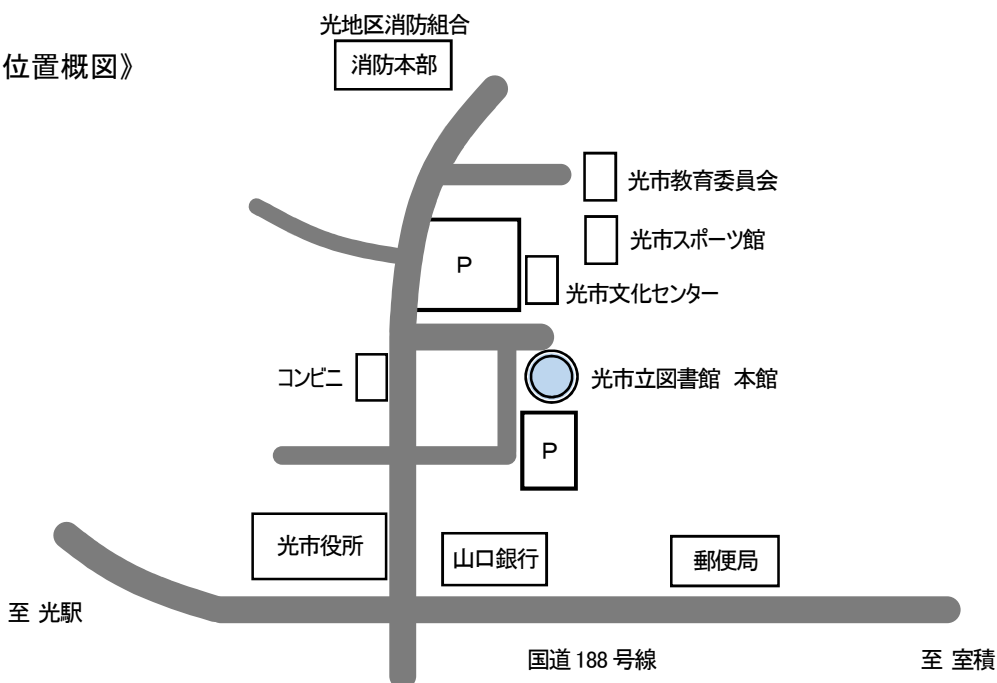 光地区消防組合
消防本部
位置概図》
光市教育委員会
光市スポーツ館
P
光市文化センター
コンビニ
光市立図書館 本館
P
光市役所
山口銀行
郵便局
至 光駅
国道 188 号線
至 室積